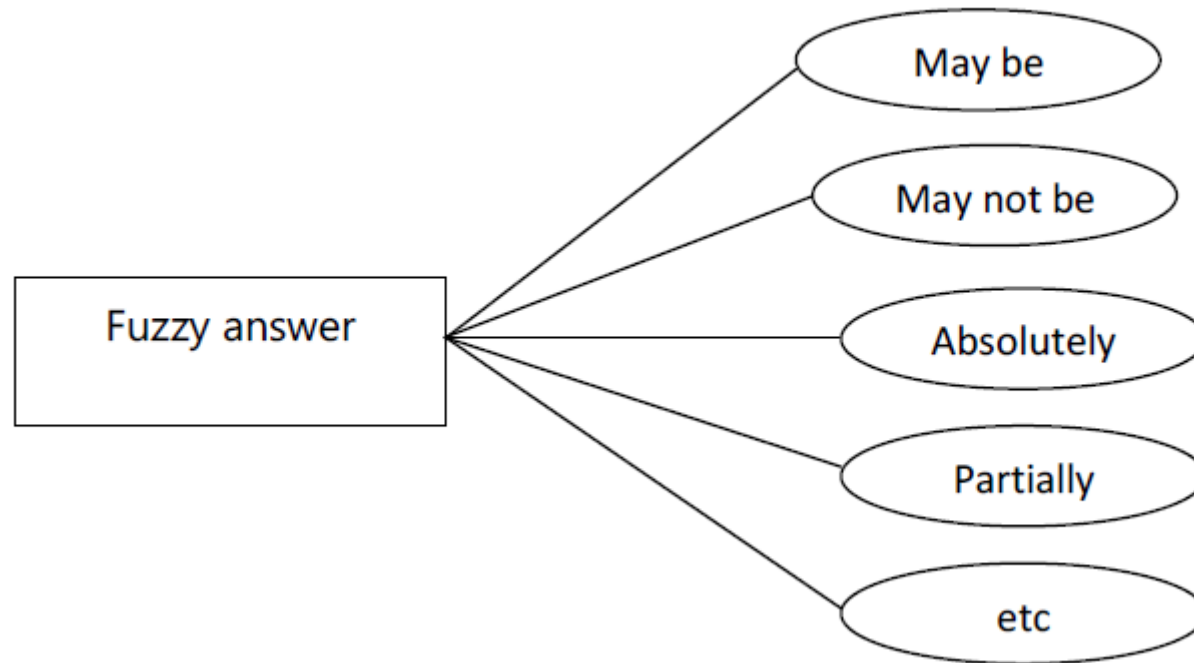 May be
May not be
Fuzzy answer
Absolutely
Partially
etc